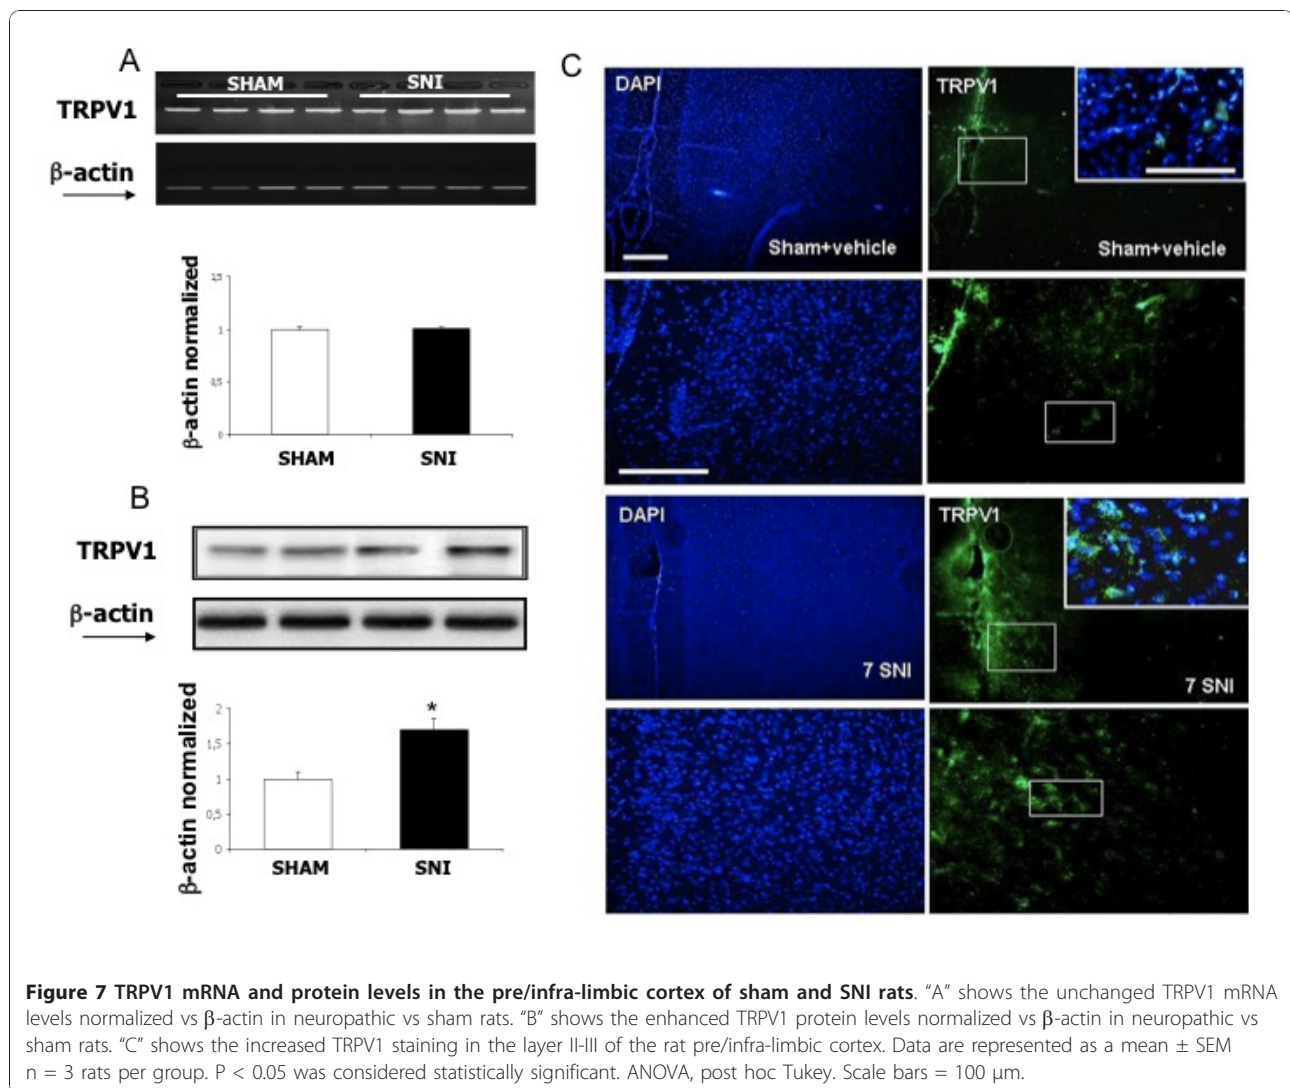 A
SHAM
SNI
TRPV1
β-actin
1,5
1
0,5
0
β-actin normalized
SHAM
SNI
B
TRPV1
β-actin
2
1,5
1
0,5
0
*
β-actin normalized
SHAM
SNI
C
DAPI
TRPV1
Sham+vehicle
Sham+vehicle
DAPI
TRPV1
7 SNI
7 SNI
Figure 7 TRPV1 mRNA and protein levels in the pre/infra-limbic cortex of sham and SNI rats. “A” shows the unchanged TRPV1 mRNA
levels normalized vs β-actin in neuropathic vs sham rats. “B” shows the enhanced TRPV1 protein levels normalized vs β-actin in neuropathic vs
sham rats. “C” shows the increased TRPV1 staining in the layer II-III of the rat pre/infra-limbic cortex. Data are represented as a mean ± SEM
n = 3 rats per group. P < 0.05 was considered statistically significant. ANOVA, post hoc Tukey. Scale bars = 100 μm.